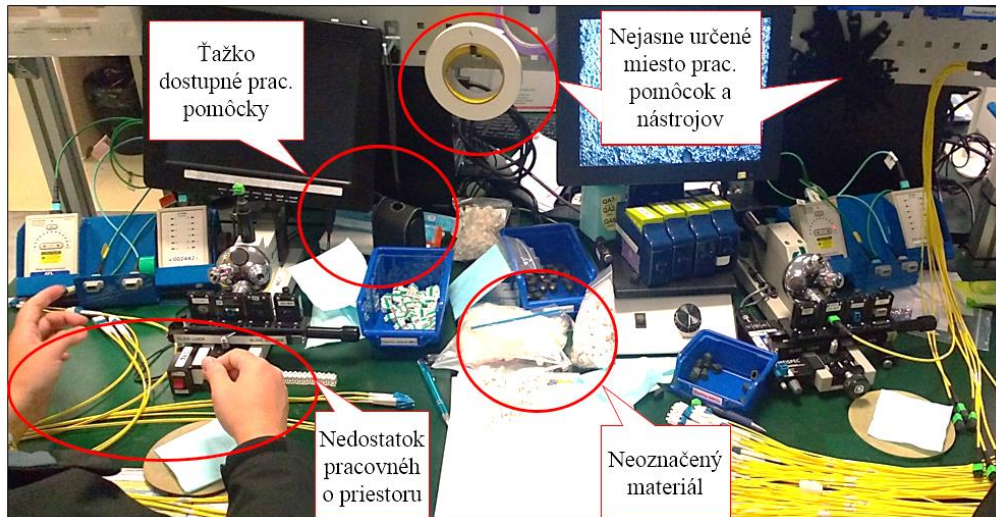 Ťažko
dostupné prac.
pomôcky
Nejasne určené
miesto prac.
pomôcok a
nástrojov
Nedostatok
pracovnéh
o priestoru
Neoznačený
materiál